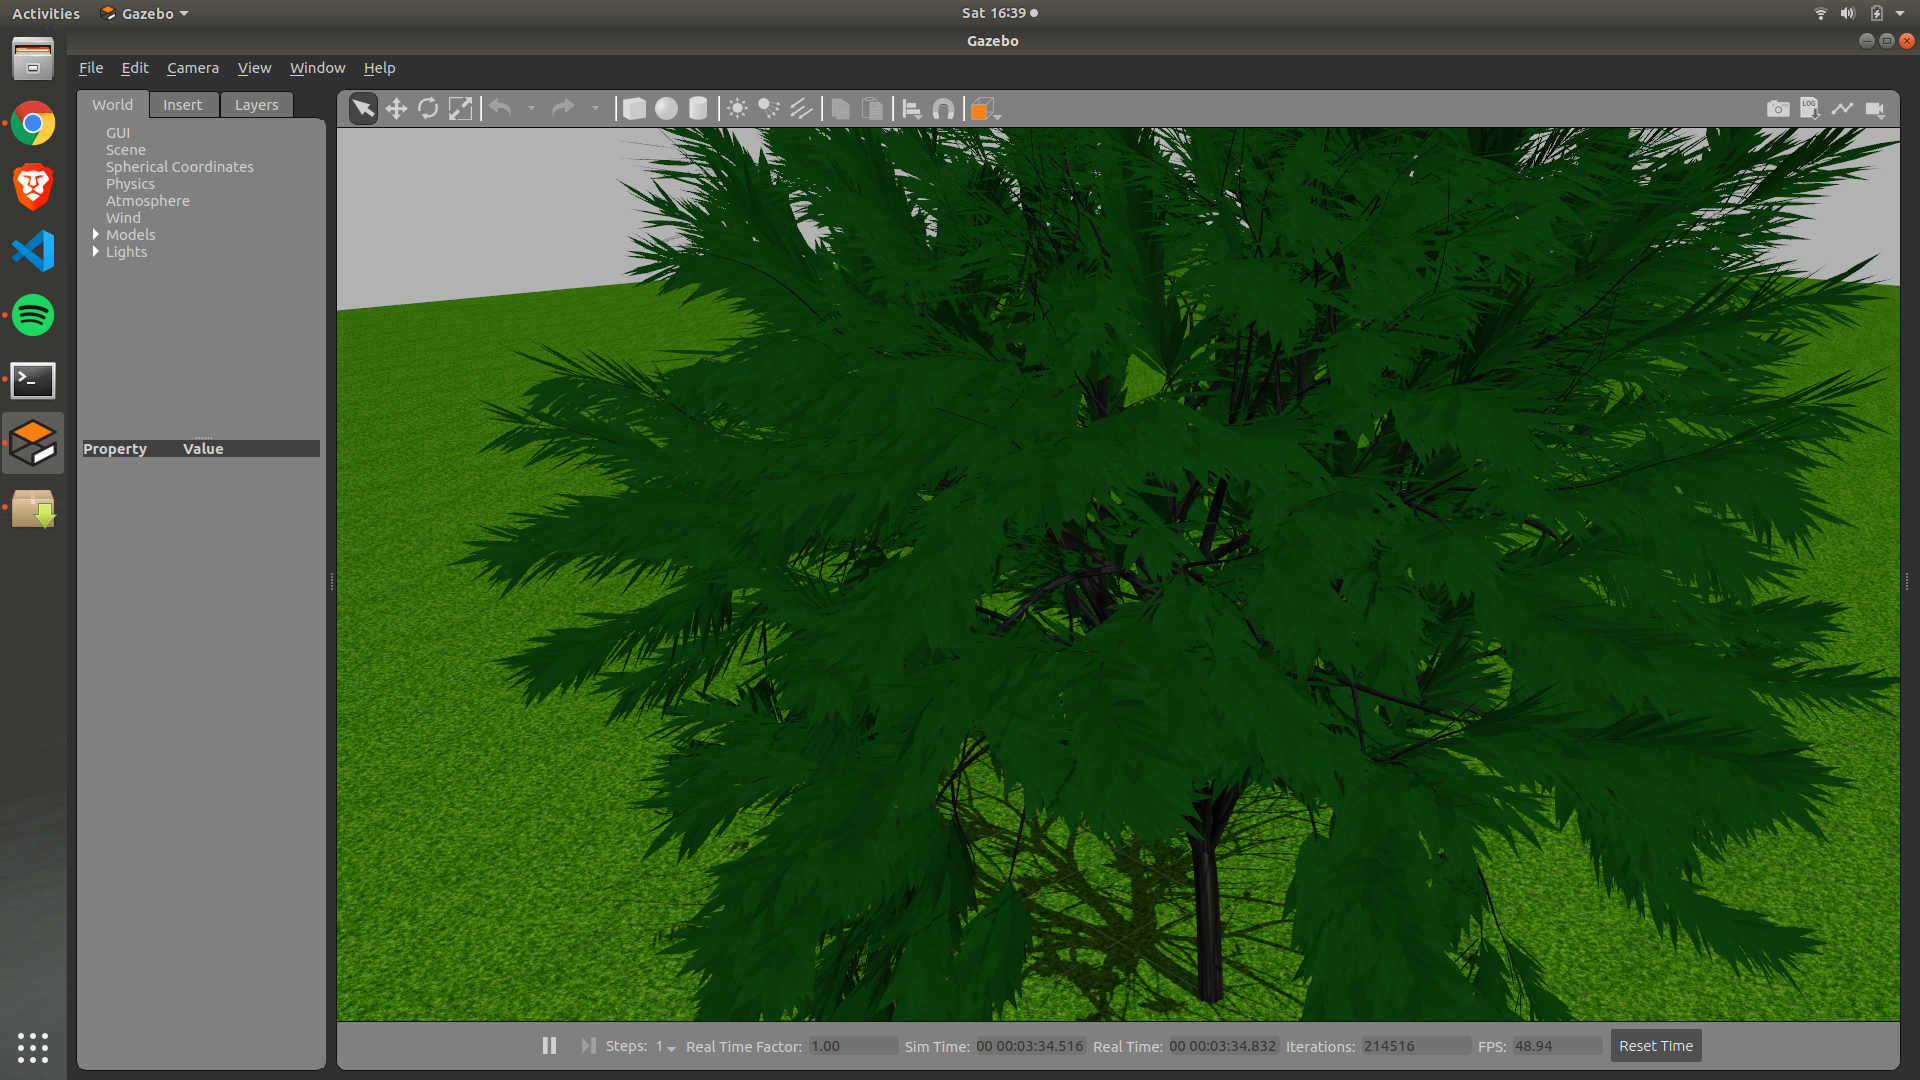 Activities Gazebo Sat 16:39
Gazebo
File Edit Camera View Window Help
World Insert Layers
LOG
GUI
Scene
Spherical Coordinates
Physics
Atmosphere
Wind
Models
Lights
Property Value
Steps: 1 Real Time Factor: 1.00 Sim Time: 00 00:03:34.516 Real Time: 00 00:03:34.832 Iterations: 214516 FPS: 48.94 Reset Time